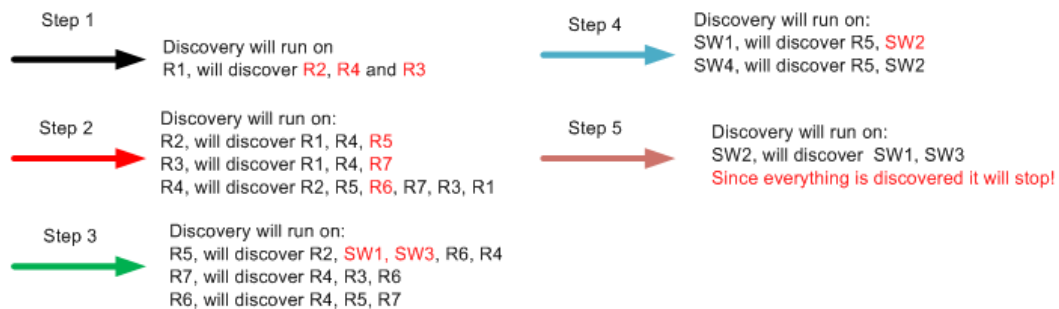 Step 1
Discovery will run on
R1, will discover R2, R4 and R3
Step 2
Discovery will run on:
R2, will discover R1, R4, R5
R3, will discover R1, R4, R7
R4, will discover R2, R5, R6, R7, R3, R1
Step 3
Discovery will run on:
R5, will discover R2, SW1, SW3, R6, R4
R7, will discover R4, R3, R6
R6, will discover R4, R5, R7
Step 4
Discovery will run on:
SW1, will discover R5, SW2
SW4, will discover R5, SW2
Step 5
Discovery will run on:
SW2, will discover SW1, SW3
Since everything is discovered it will stop!